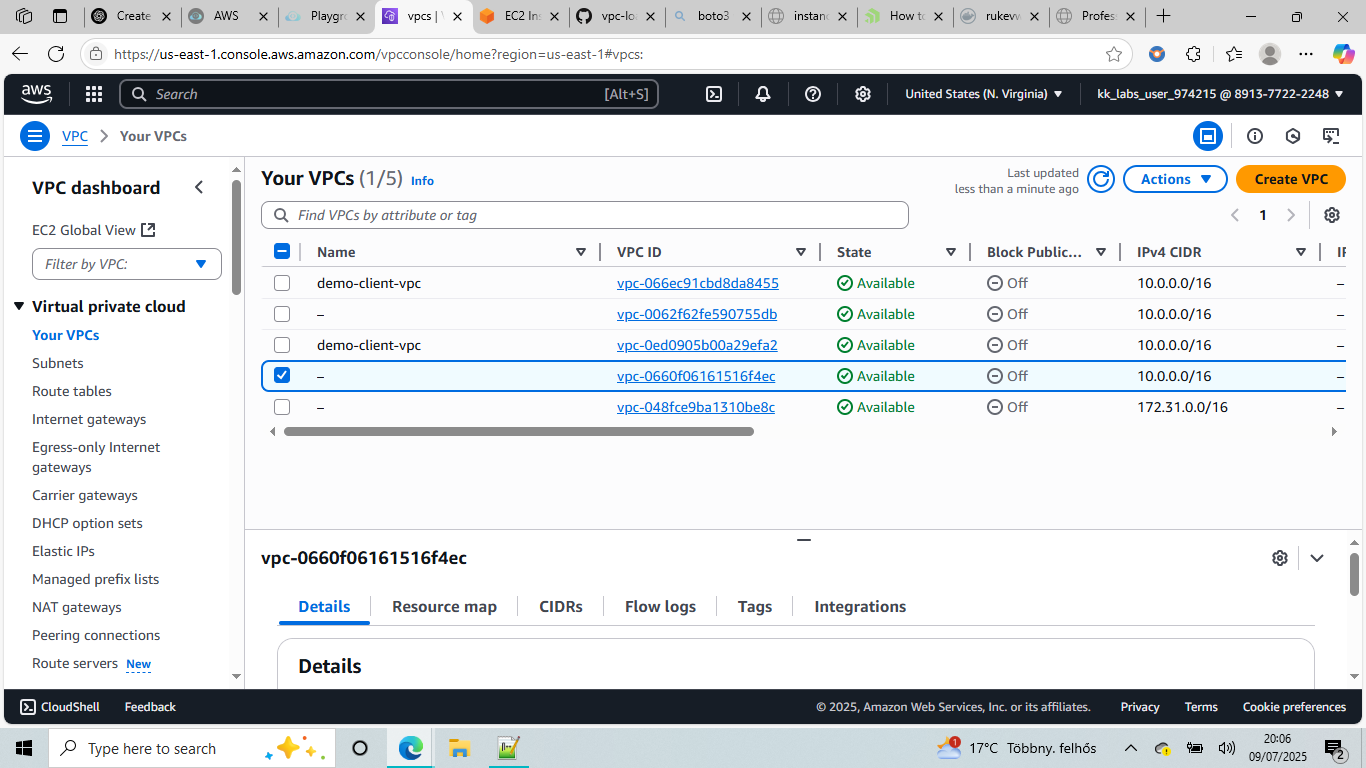 Create
AWS
Playgr
vpcs | V
EC2 Ins
vpc-loa
boto3
instanc
How to
rukevw
Profess
https://us-east-1.console.aws.amazon.com/vpcconsole/home?region=us-east-1#vpcs:
aws
Search
[Alt+S]
United States (N. Virginia)
kk_labs_user_974215 @ 8913-7722-2248
VPC
Your VPCs
VPC dashboard
EC2 Global View
Filter by VPC:
Virtual private cloud
Your VPCs
Subnets
Route tables
Internet gateways
Egress-only Internet
gateways
Carrier gateways
DHCP option sets
Elastic IPs
Managed prefix lists
NAT gateways
Peering connections
Route servers New
Your VPCs (1/5) Info
Last updated
less than a minute ago
Actions
Create VPC
Find VPCs by attribute or tag
1
Name VPC ID State Block Public... IPv4 CIDR IP
demo-client-vpc vpc-066ec91cbd8da8455 Available Off 10.0.0.0/16 –
– vpc-0062f62fe590755db Available Off 10.0.0.0/16 –
demo-client-vpc vpc-0ed0905b00a29efa2 Available Off 10.0.0.0/16 –
– vpc-0660f06161516f4ec Available Off 10.0.0.0/16 –
– vpc-048fce9ba1310be8c Available Off 172.31.0.0/16 –
vpc-0660f06161516f4ec
Details Resource map CIDRs Flow logs Tags Integrations
Details
CloudShell Feedback © 2025, Amazon Web Services, Inc. or its affiliates. Privacy Terms Cookie preferences
Type here to search
1
17°C Többny. felhős
20:06
09/07/2025
2